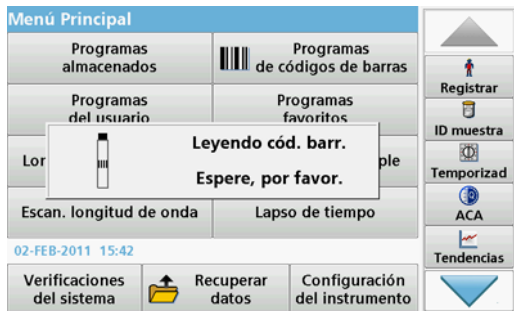 Menú Principal
Programas
almacenados
Programas
de códigos de barras
Programas
del usuario
Programas
favoritos
Leyendo cód. barr.
Espere, por favor.
Lor
ple
Escan. longitud de onda
Lapso de tiempo
02-FEB-2011 15:42
Verificaciones
del sistema
Recuperar
datos
Configuración
del instrumento
Registrar
ID muestra
Temporizad
ACA
Tendencias